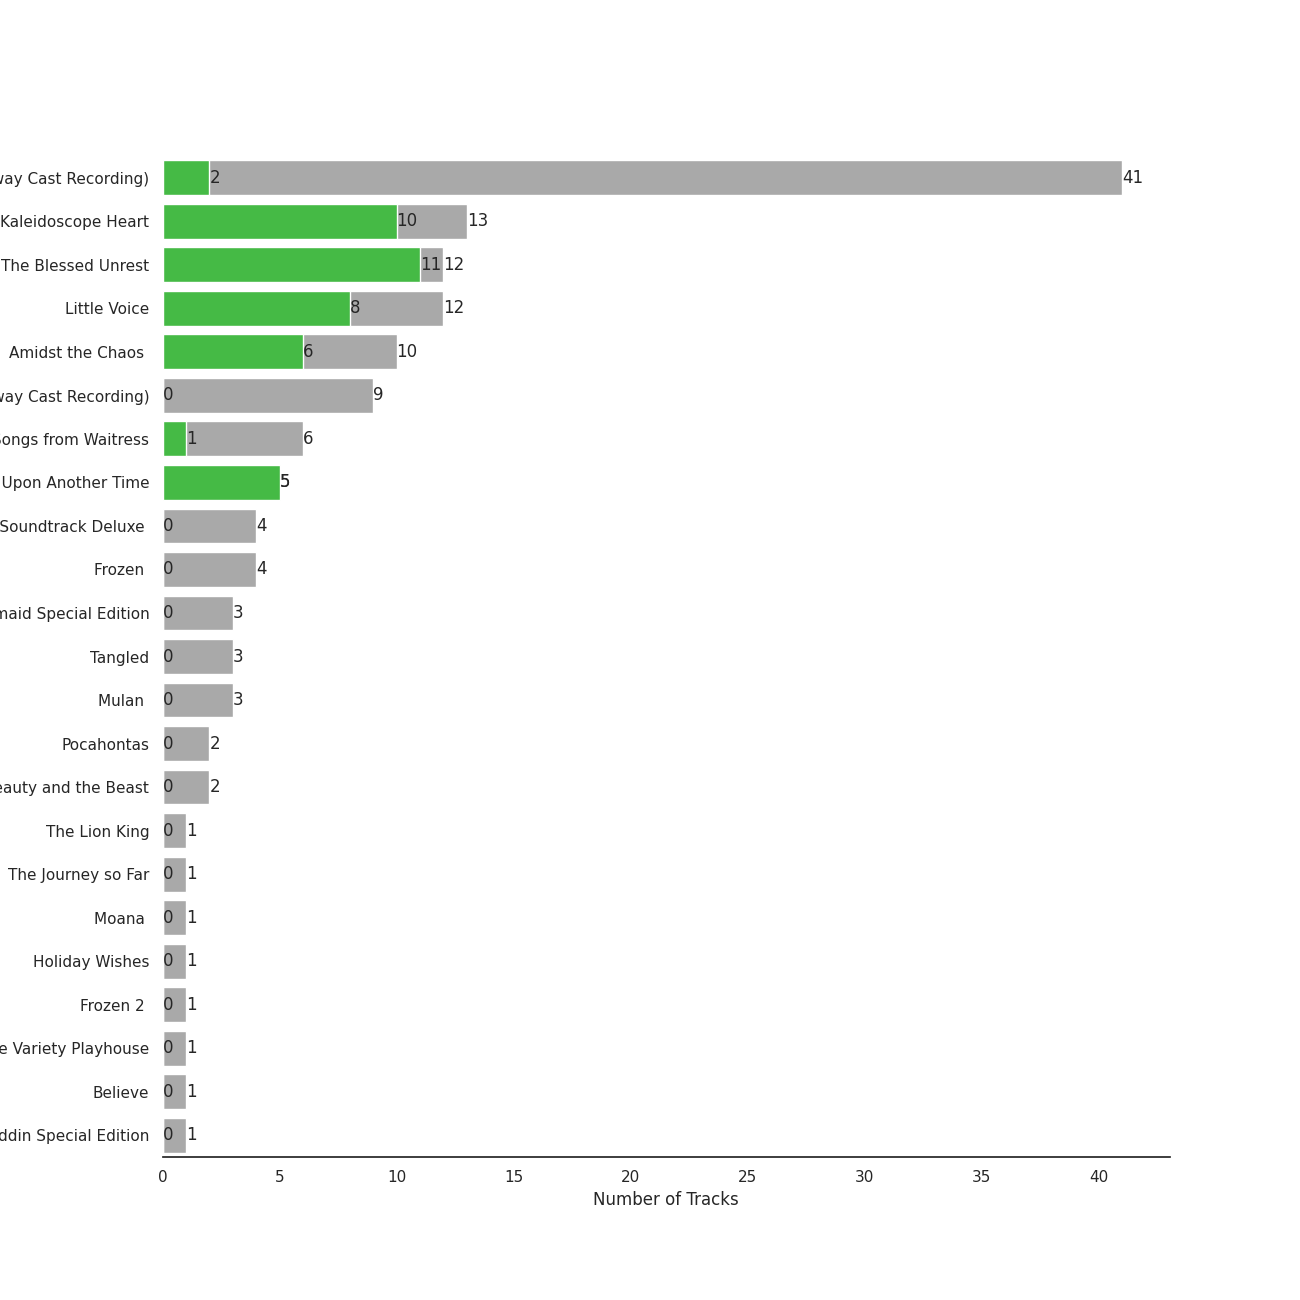 way Cast Recording) 2 41
Kaleidoscope Heart 10 13
The Blessed Unrest 11 12
Little Voice 8 12
Amidst the Chaos 6 10
way Cast Recording) 0 9
Songs from Waitress 1 6
Upon Another Time 5
Soundtrack Deluxe 0 4
Frozen 0 4
maid Special Edition 0 3
Tangled 0 3
Mulan 0 3
Pocahontas 0 2
eauty and the Beast 0 2
The Lion King 0 1
The Journey so Far 0 1
Moana 0 1
Holiday Wishes 0 1
Frozen 2 0 1
e Variety Playhouse 0 1
Believe 0 1
ddin Special Edition 0 1
0 5 10 15 20 25 30 35 40
Number of Tracks